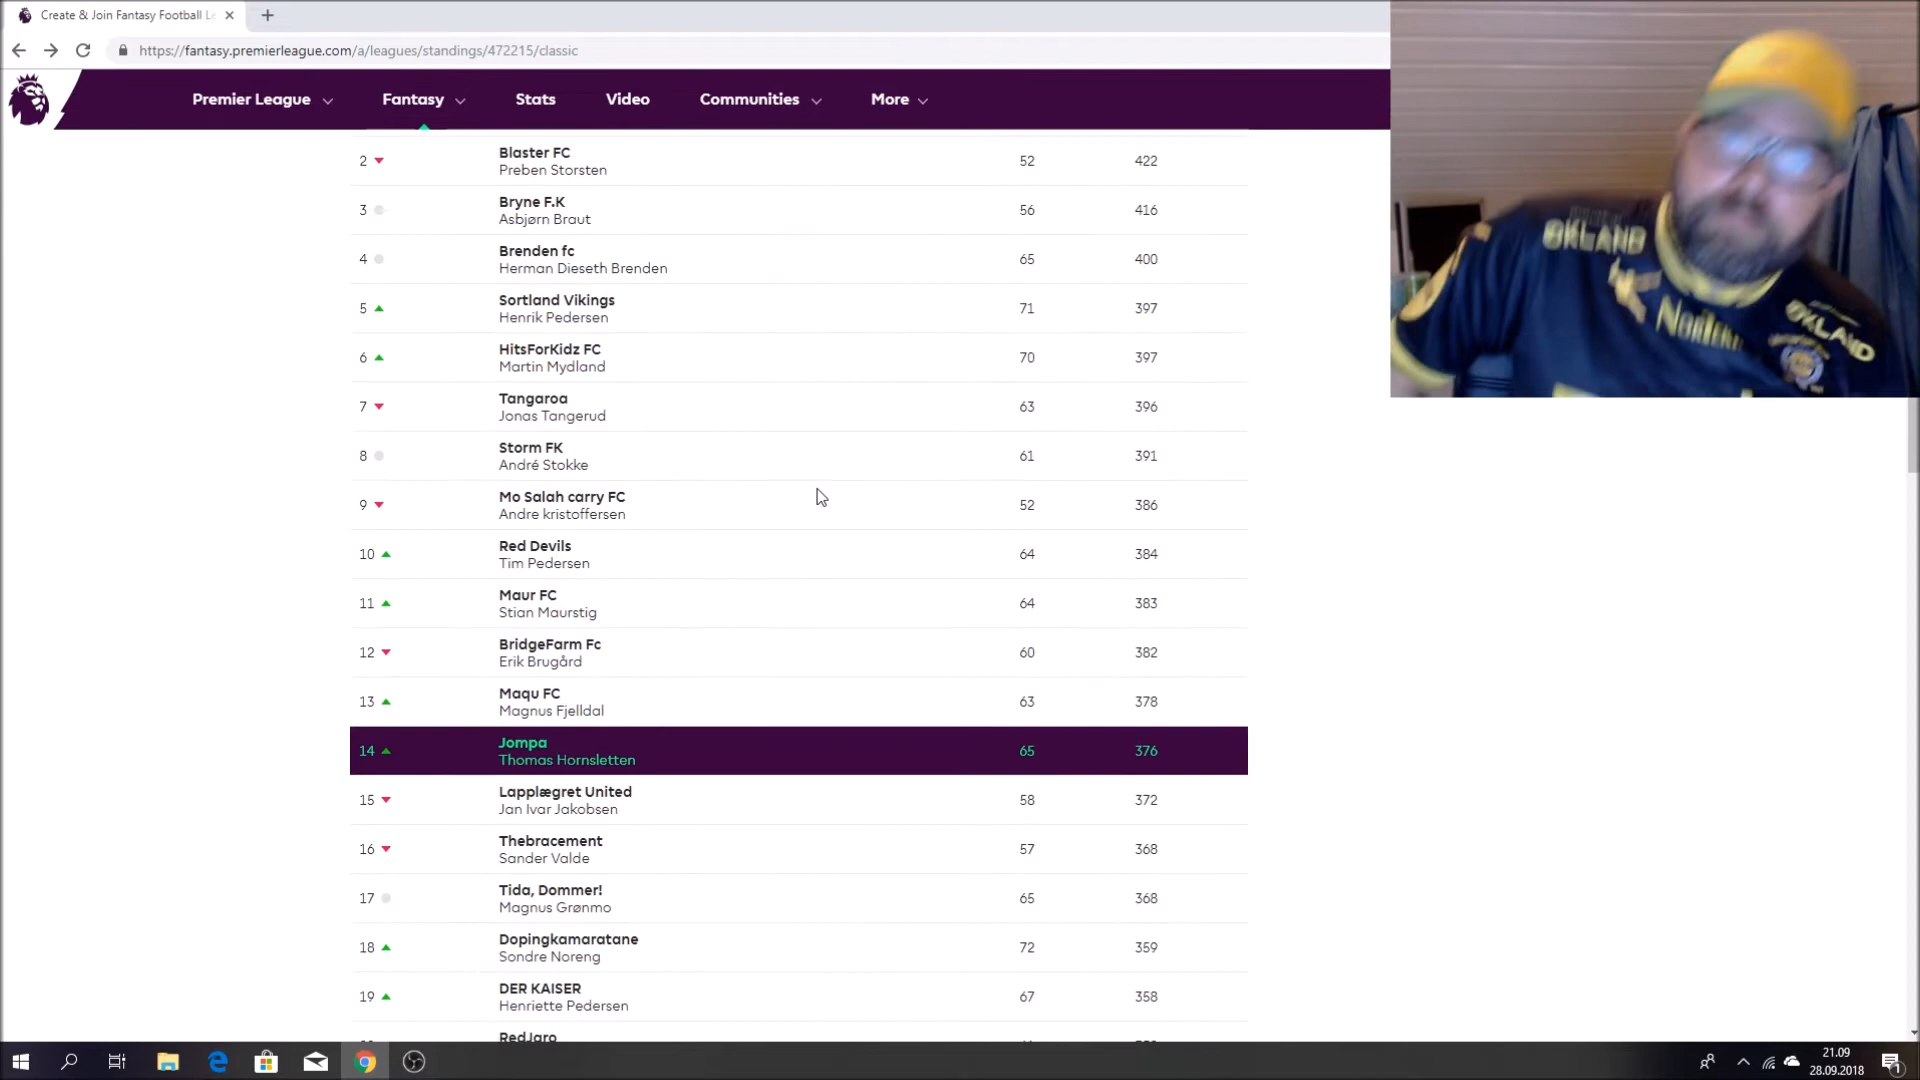 Create & Join Fantasy Football Le
https://fantasy.premierleague.com/a/leagues/standings/472215/classic
Premier League Fantasy Stats Video Communities More
2 Blaster FC 52 422
Preben Storsten
3 Bryne F.K 56 416
Asbjørn Braut
4 Brenden fc 65 400
Herman Dieseth Brenden
5 Sortland Vikings 71 397
Henrik Pedersen
6 HitsForKidz FC 70 397
Martin Mydland
7 Tangaroa 63 396
Jonas Tangerud
8 Storm FK 61 391
André Stokke
9 Mo Salah carry FC 52 386
Andre kristoffersen
10 Red Devils 64 384
Tim Pedersen
11 Maur FC 64 383
Stian Maurstig
12 BridgeFarm Fc 60 382
Erik Brugård
13 Maqu FC 63 378
Magnus Fjelldal
14 Jompa 65 376
Thomas Hornsletten
15 Lapplægret United 58 372
Jan Ivar Jakobsen
16 Thebracement 57 368
Sander Valde
17 Tida, Dommer! 65 368
Magnus Grønmo
18 Dopingkamaratane 72 359
Sondre Noreng
19 DER KAISER 67 358
Henriette Pedersen
RedJaro
ØKLAND
ØKLAND
21.09
28.09.2018
1